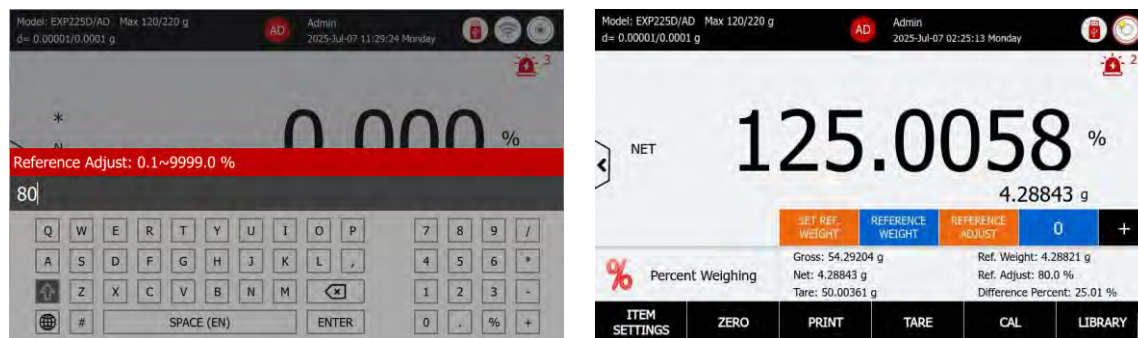 Model: EXP225D/AD Max 120/220 g
d= 0.00001/0.0001 g
AD
Admin
2025-Jul-07 11:29:24 Monday
3
*
0.000 %
Reference Adjust: 0.1~9999.0 %
80
Q W E R T Y U I O P 7 8 9 /
A S D F G H J K L , 4 5 6 *
Z X C V B N M 1 2 3 -
# SPACE (EN) ENTER 0 . % +
Model: EXP225D/AD Max 120/220 g
d= 0.00001/0.0001 g
AD
Admin
2025-Jul-07 02:25:13 Monday
2
NET 125.0058 %
4.28843 g
SET REF. WEIGHT
REFERENCE WEIGHT
REFERENCE ADJUST
0
+
% Percent Weighing
Gross: 54.29204 g
Net: 4.28843 g
Tare: 50.00361 g
Ref. Weight: 4.28821 g
Ref. Adjust: 80.0 %
Difference Percent: 25.01 %
ITEM SETTINGS
ZERO
PRINT
TARE
CAL
LIBRARY